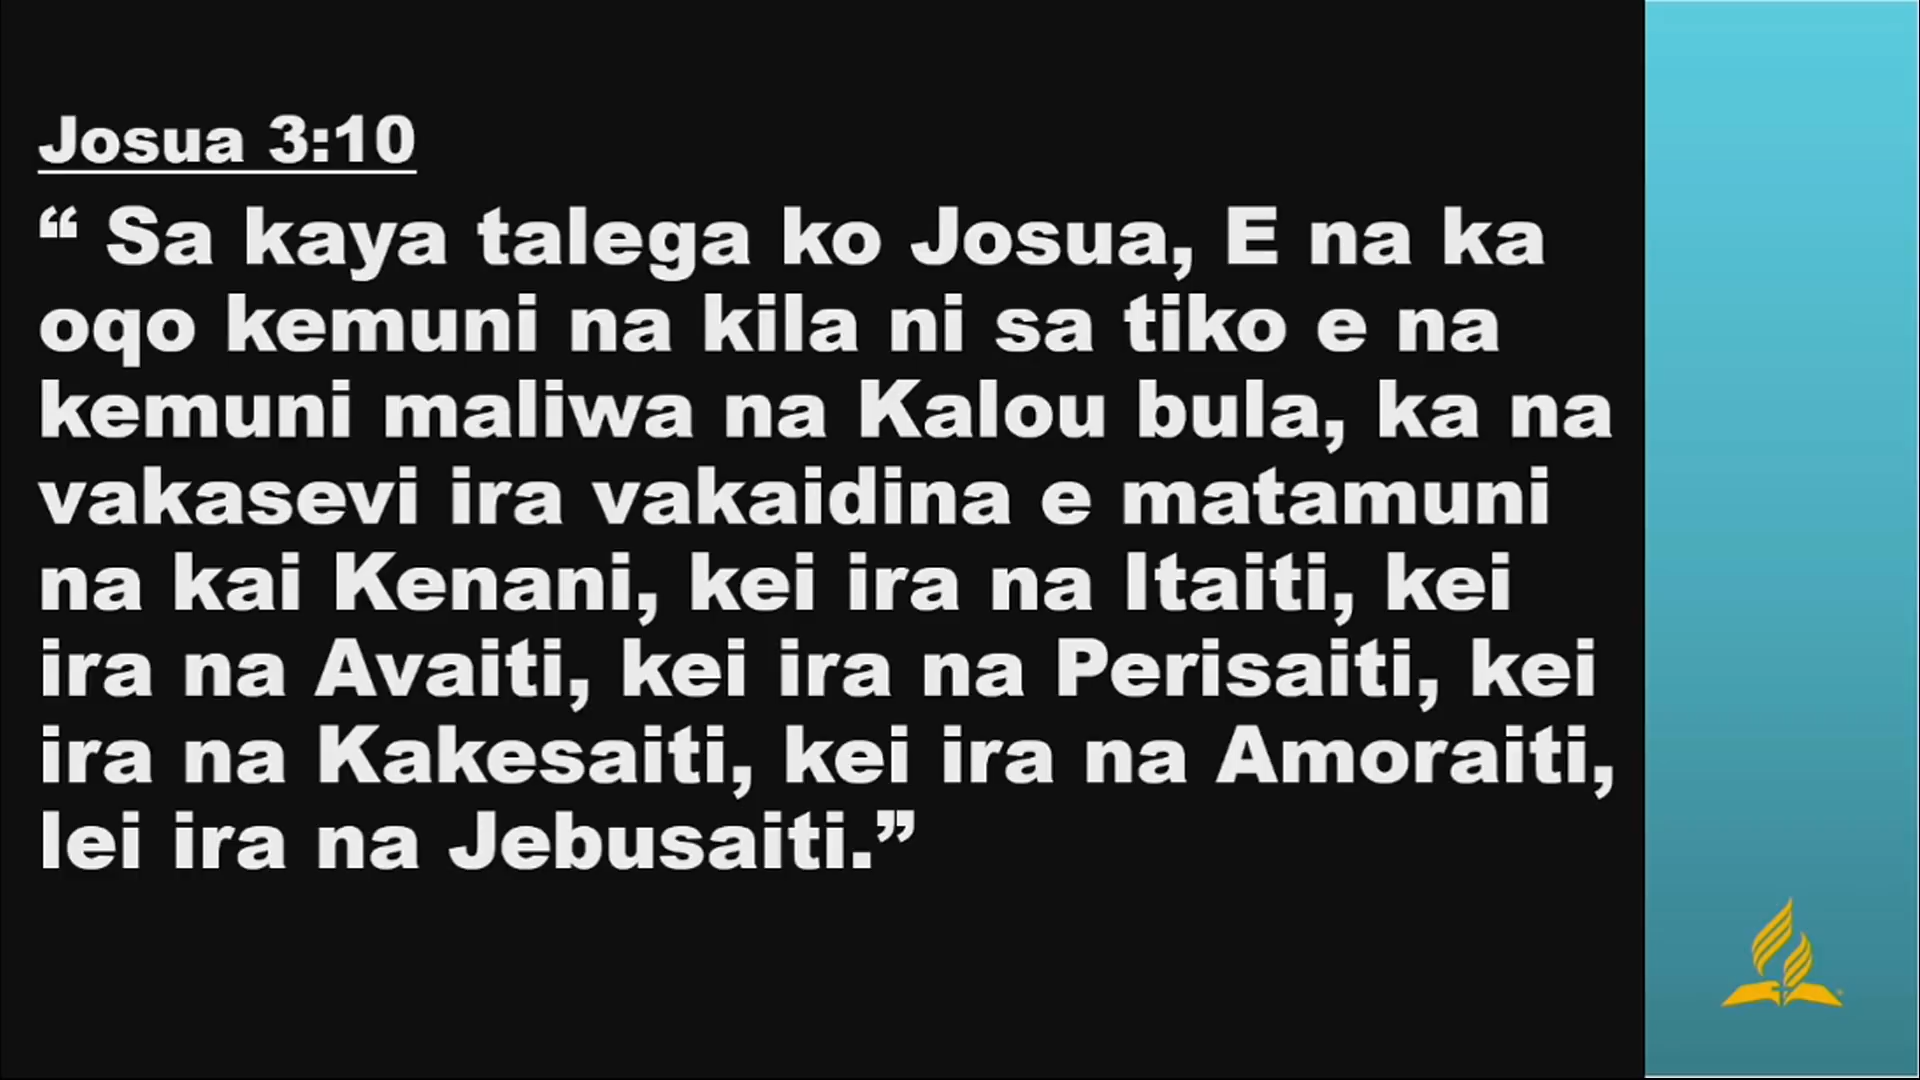 Josua 3:10
“ Sa kaya talega ko Josua, E na ka
oqo kemuni na kila ni sa tiko e na
kemuni maliwa na Kalou bula, ka na
vakasevi ira vakaidina e matamuni
na kai Kenani, kei ira na Itaiti, kei
ira na Avaiti, kei ira na Perisaiti, kei
ira na Kakesaiti, kei ira na Amoraiti,
lei ira na Jebusaiti.”